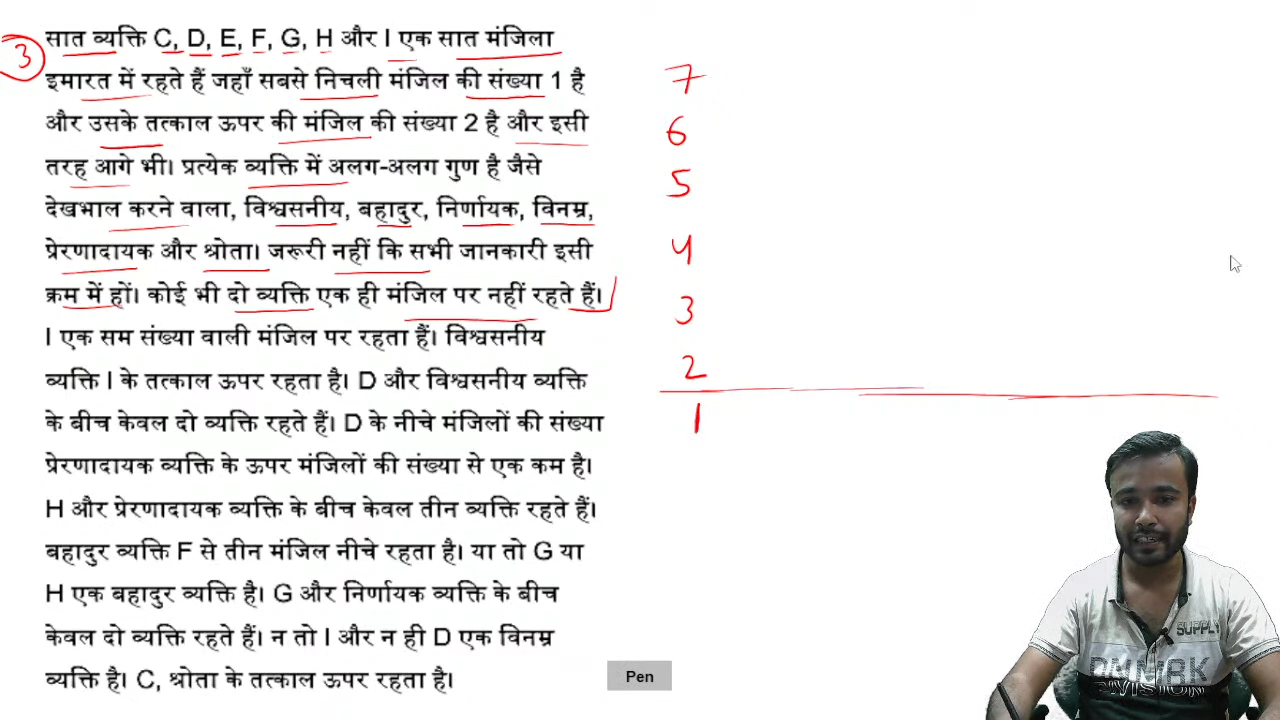 3
सात व्यक्ति C, D, E, F, G, H और I एक सात मंजिला
इमारत में रहते हैं जहाँ सबसे निचली मंजिल की संख्या 1 है
और उसके तत्काल ऊपर की मंजिल की संख्या 2 है और इसी
तरह आगे भी। प्रत्येक व्यक्ति में अलग-अलग गुण है जैसे
देखभाल करने वाला, विश्वसनीय, बहादुर, निर्णायक, विनम्र,
प्रेरणादायक और श्रोता। जरूरी नहीं कि सभी जानकारी इसी
क्रम में हों। कोई भी दो व्यक्ति एक ही मंजिल पर नहीं रहते हैं।
I एक सम संख्या वाली मंजिल पर रहता हैं। विश्वसनीय
व्यक्ति I के तत्काल ऊपर रहता है। D और विश्वसनीय व्यक्ति
के बीच केवल दो व्यक्ति रहते हैं। D के नीचे मंजिलों की संख्या
प्रेरणादायक व्यक्ति के ऊपर मंजिलों की संख्या से एक कम है।
H और प्रेरणादायक व्यक्ति के बीच केवल तीन व्यक्ति रहते हैं।
बहादुर व्यक्ति F से तीन मंजिल नीचे रहता है। या तो G या
H एक बहादुर व्यक्ति है। G और निर्णायक व्यक्ति के बीच
केवल दो व्यक्ति रहते हैं। न तो I और न ही D एक विनम्र
व्यक्ति है। C, श्रोता के तत्काल ऊपर रहता है।
7
6
5
4
3
2
1
Pen
SUPPLY
DNMRK
DIVISION